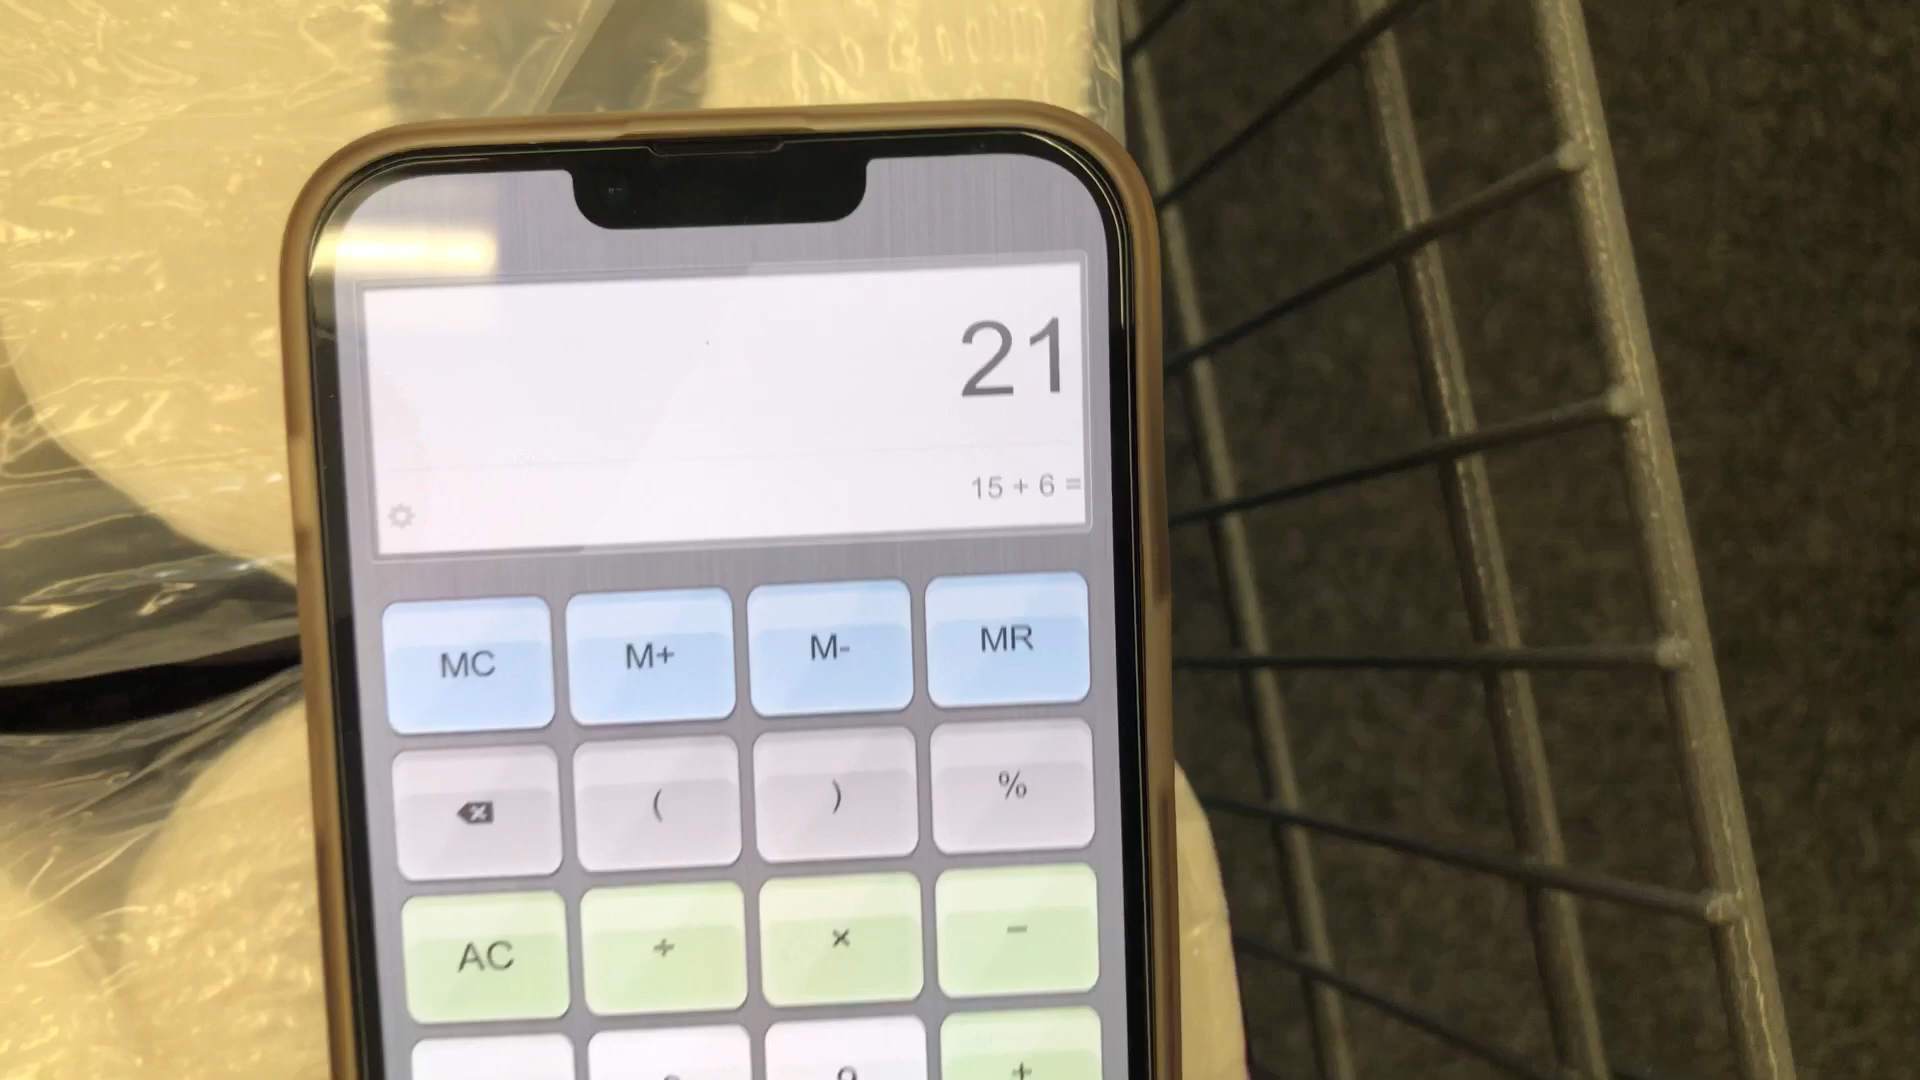 21
15 + 6 =
MC M+ M- MR
( ) %
AC ÷ × −
+